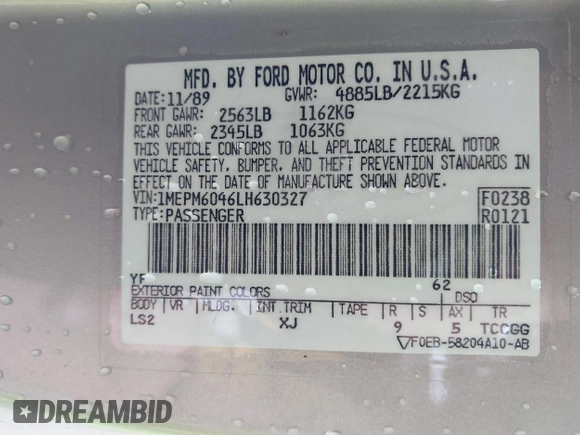 MFD. BY FORD MOTOR CO. IN U.S.A.
DATE: 11/89 GVWR: 4885LB/2215KG
FRONT GAWR: 2563LB 1162KG
REAR GAWR: 2345LB 1063KG
THIS VEHICLE CONFORMS TO ALL APPLICABLE FEDERAL MOTOR
VEHICLE SAFETY, BUMPER, AND THEFT PREVENTION STANDARDS IN
EFFECT ON THE DATE OF MANUFACTURE SHOWN ABOVE.
VIN: 1MEPM6046LH630327 F0238
TYPE: PASSENGER R0121
YF 62
EXTERIOR PAINT COLORS DSO
BODY VR MLDG. INT. TRIM TAPE R S AX TR
LS2 XJ 9 5 TCCGG
F0EB-58204A10-AB
DREAMBID